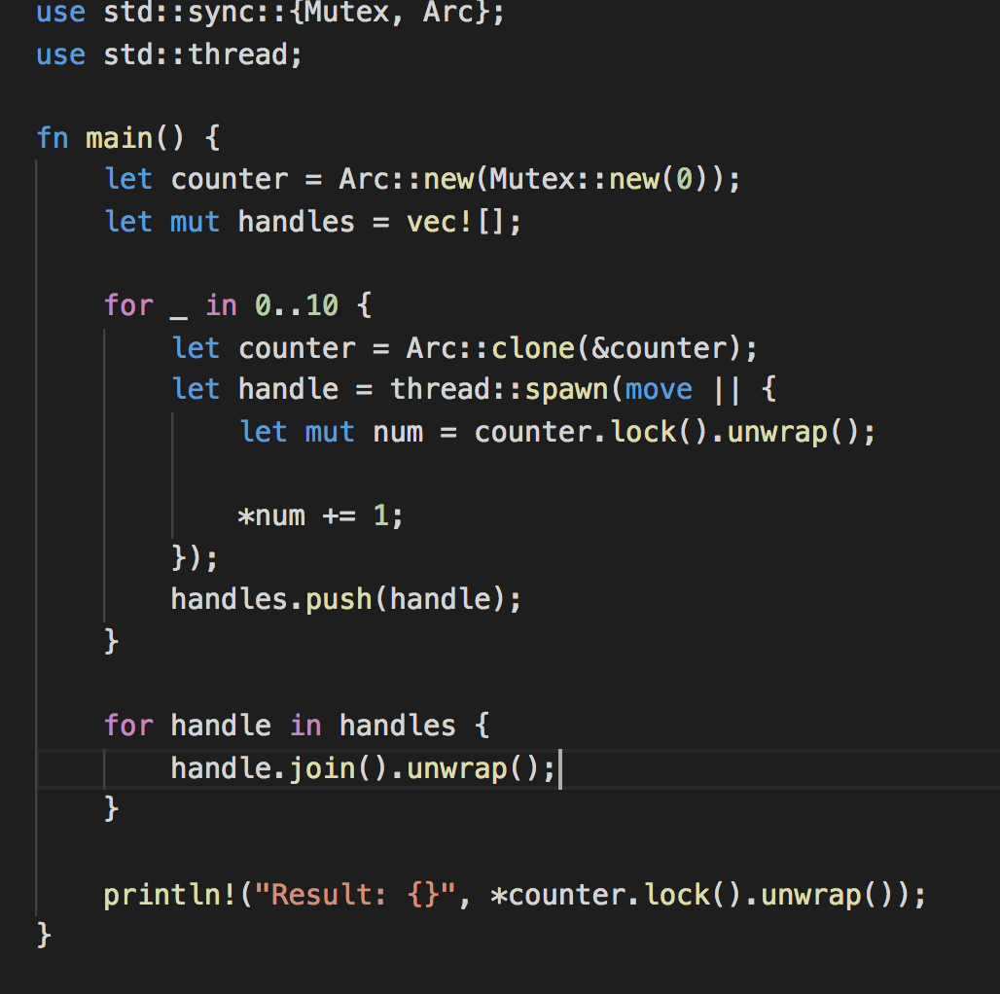 use std::sync::{Mutex, Arc};
use std::thread;

fn main() {
    let counter = Arc::new(Mutex::new(0));
    let mut handles = vec![];

    for _ in 0..10 {
        let counter = Arc::clone(&counter);
        let handle = thread::spawn(move || {
            let mut num = counter.lock().unwrap();

            *num += 1;
        });
        handles.push(handle);
    }

    for handle in handles {
        handle.join().unwrap();
    }

    println!("Result: {}", *counter.lock().unwrap());
}